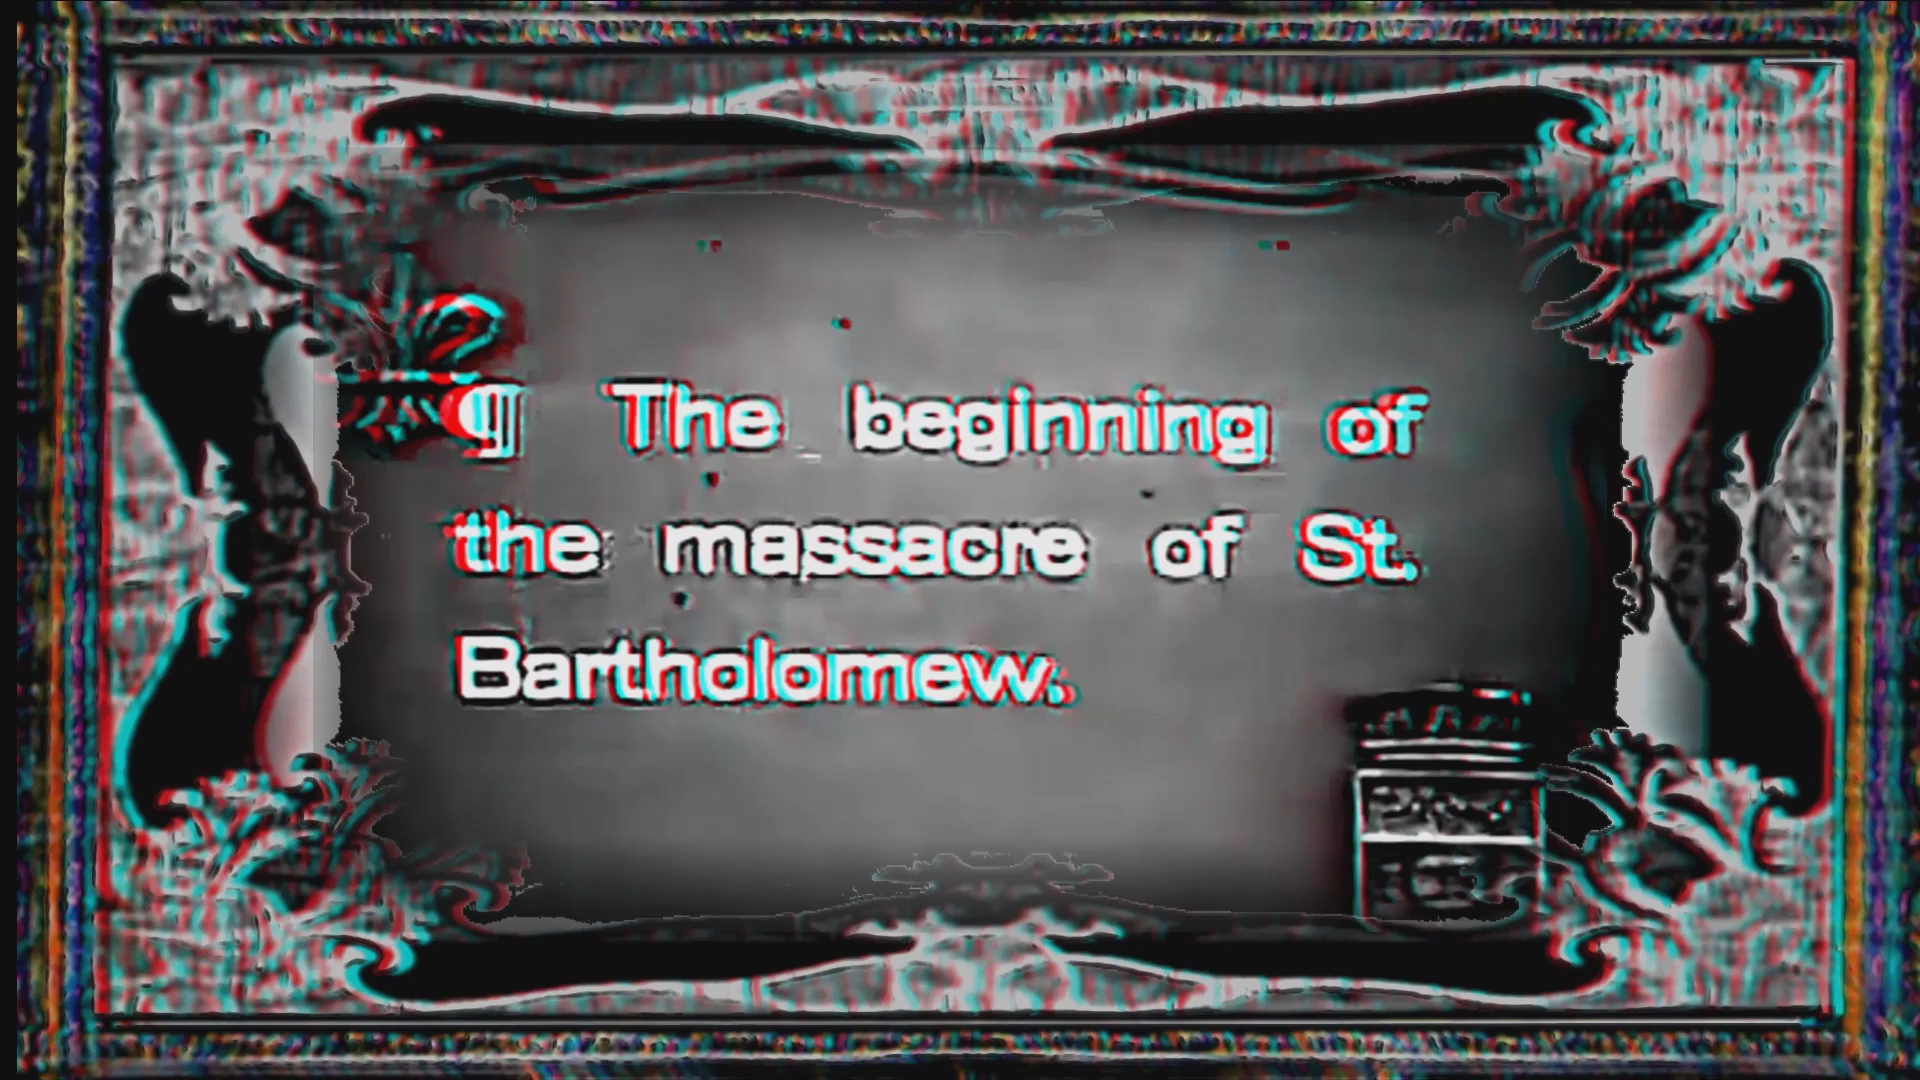 ¶ The beginning of
the massacre of St.
Bartholomew.